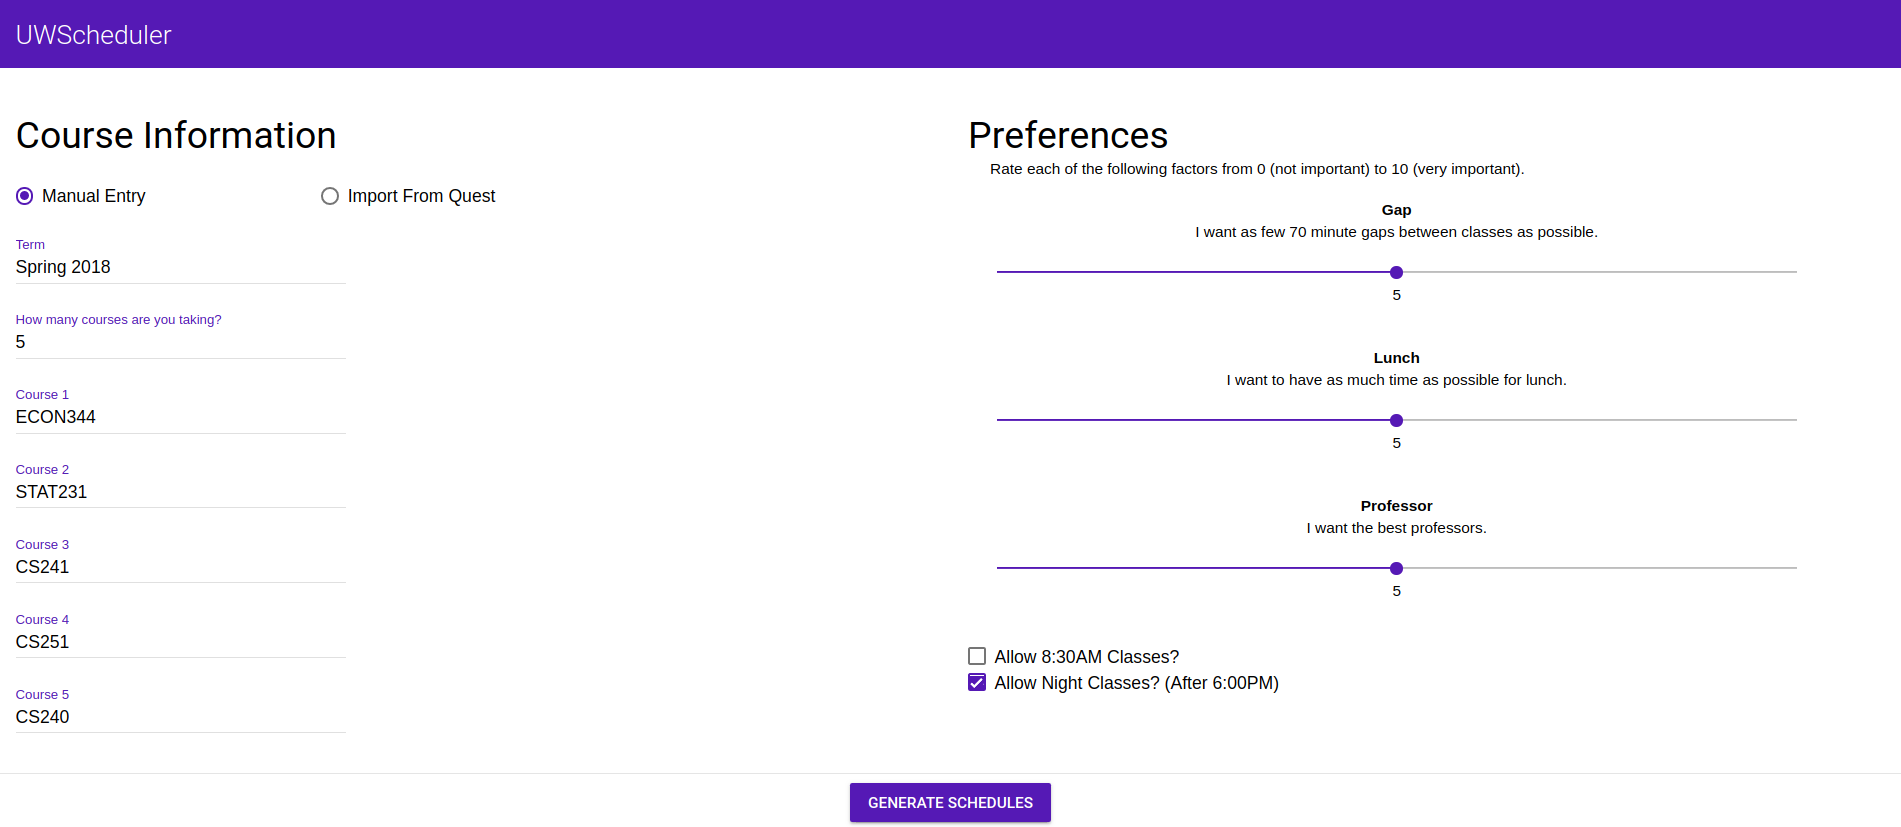 UWScheduler
Course Information
Manual Entry
Import From Quest
Term
Spring 2018
How many courses are you taking?
5
Course 1
ECON344
Course 2
STAT231
Course 3
CS241
Course 4
CS251
Course 5
CS240
Preferences
Rate each of the following factors from 0 (not important) to 10 (very important).
Gap
I want as few 70 minute gaps between classes as possible.
5
Lunch
I want to have as much time as possible for lunch.
5
Professor
I want the best professors.
5
Allow 8:30AM Classes?
Allow Night Classes? (After 6:00PM)
GENERATE SCHEDULES